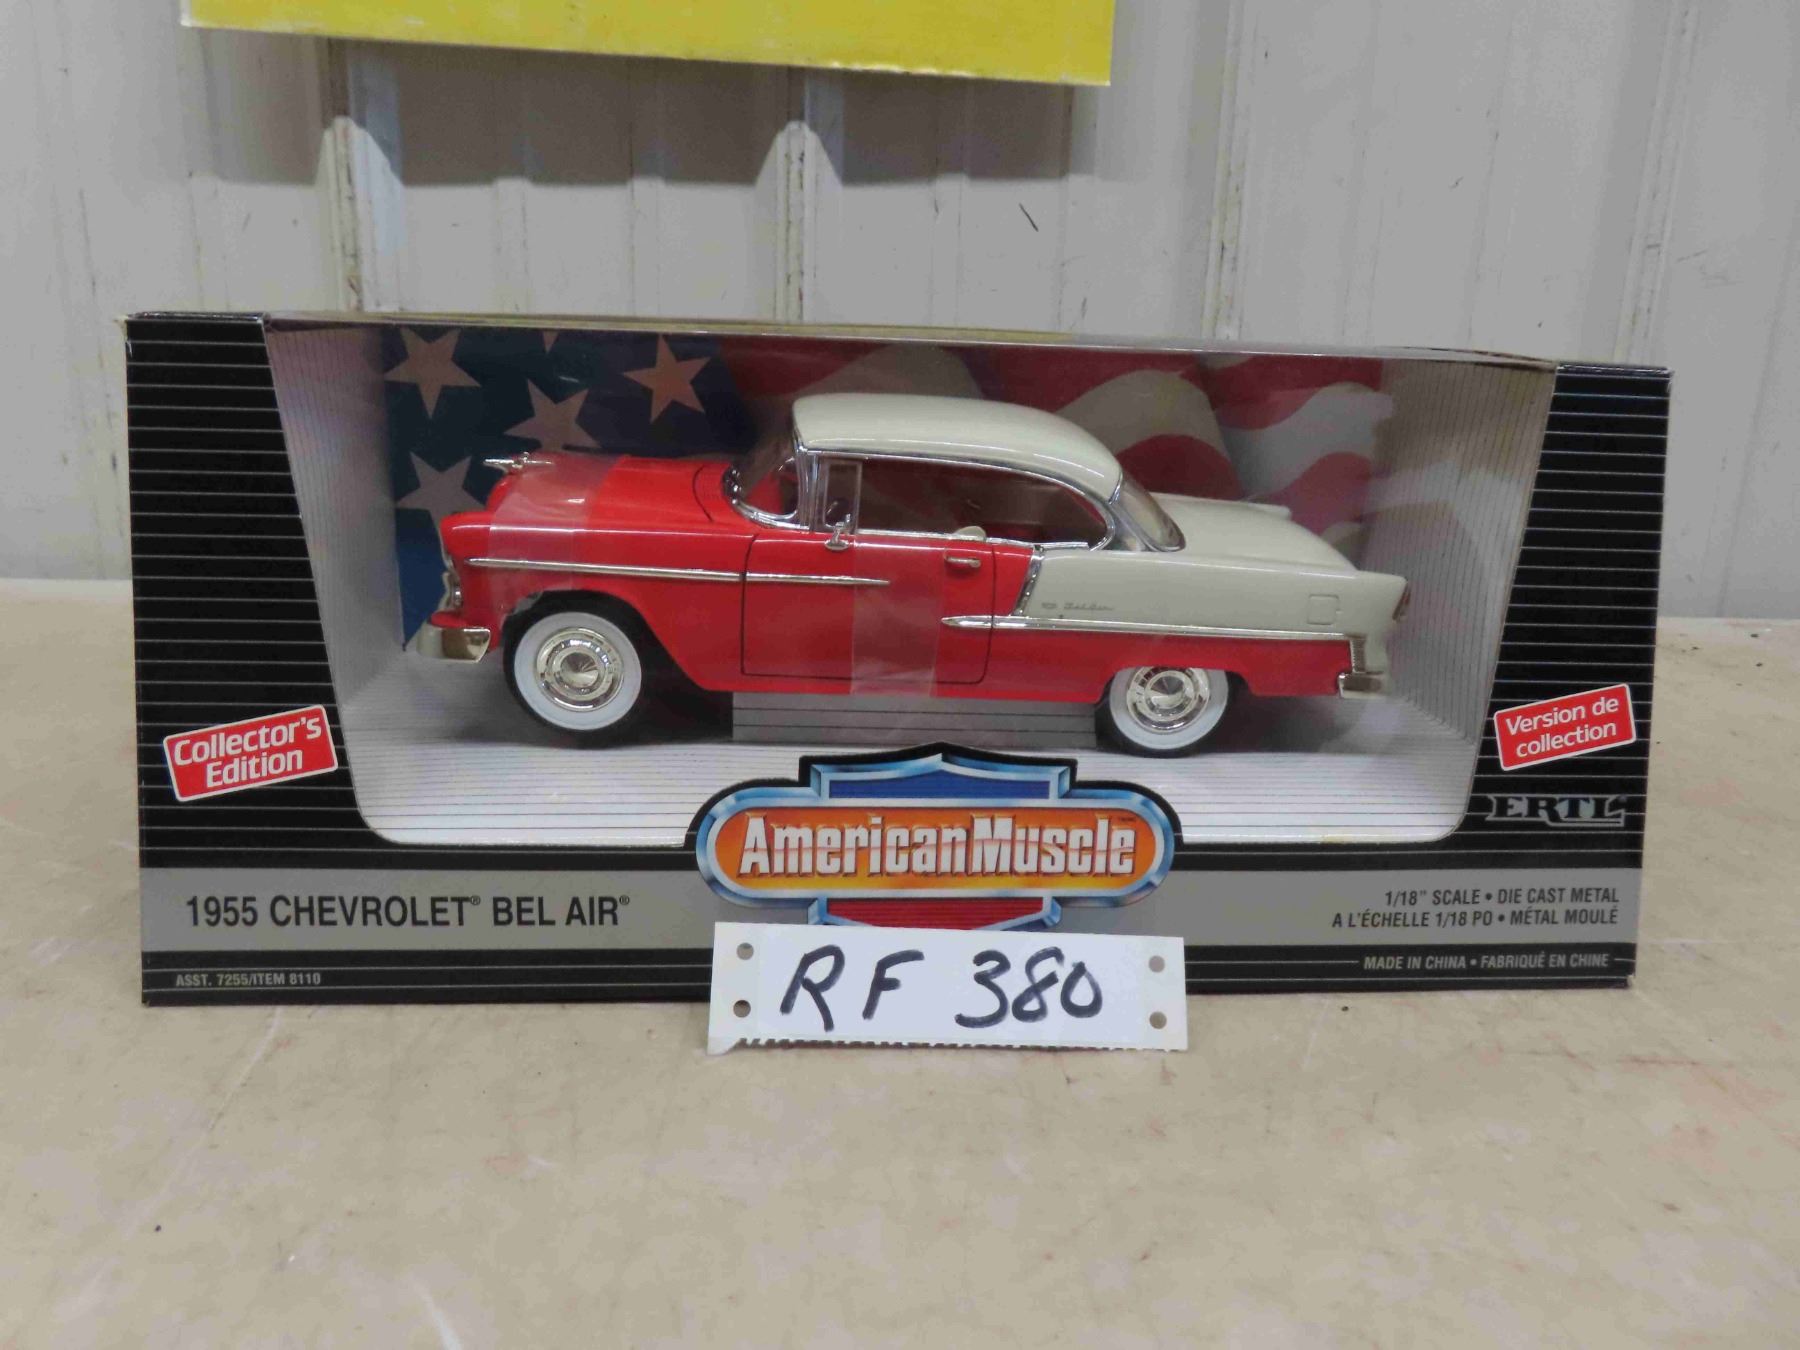 Collector's
Edition
Version de
collection
ERTL
AmericanMuscle
1955 CHEVROLET® BEL AIR®
1/18" SCALE • DIE CAST METAL
A L'ÉCHELLE 1/18 PO • MÉTAL MOULÉ
ASST. 7255/ITEM 8110
MADE IN CHINA • FABRIQUÉ EN CHINE
RF 380